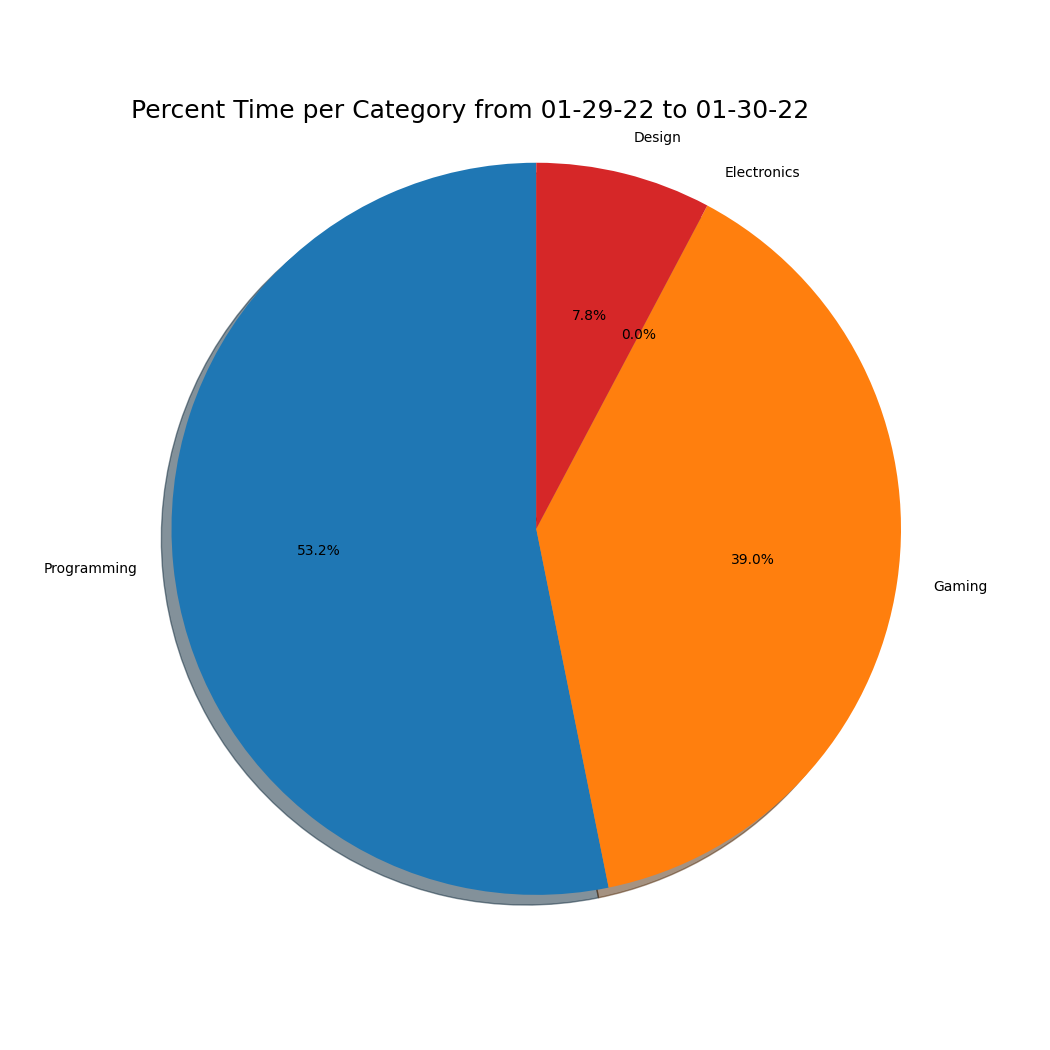 Percent Time per Category from 01-29-22 to 01-30-22
Design
Electronics
7.8%
0.0%
53.2%
39.0%
Programming
Gaming